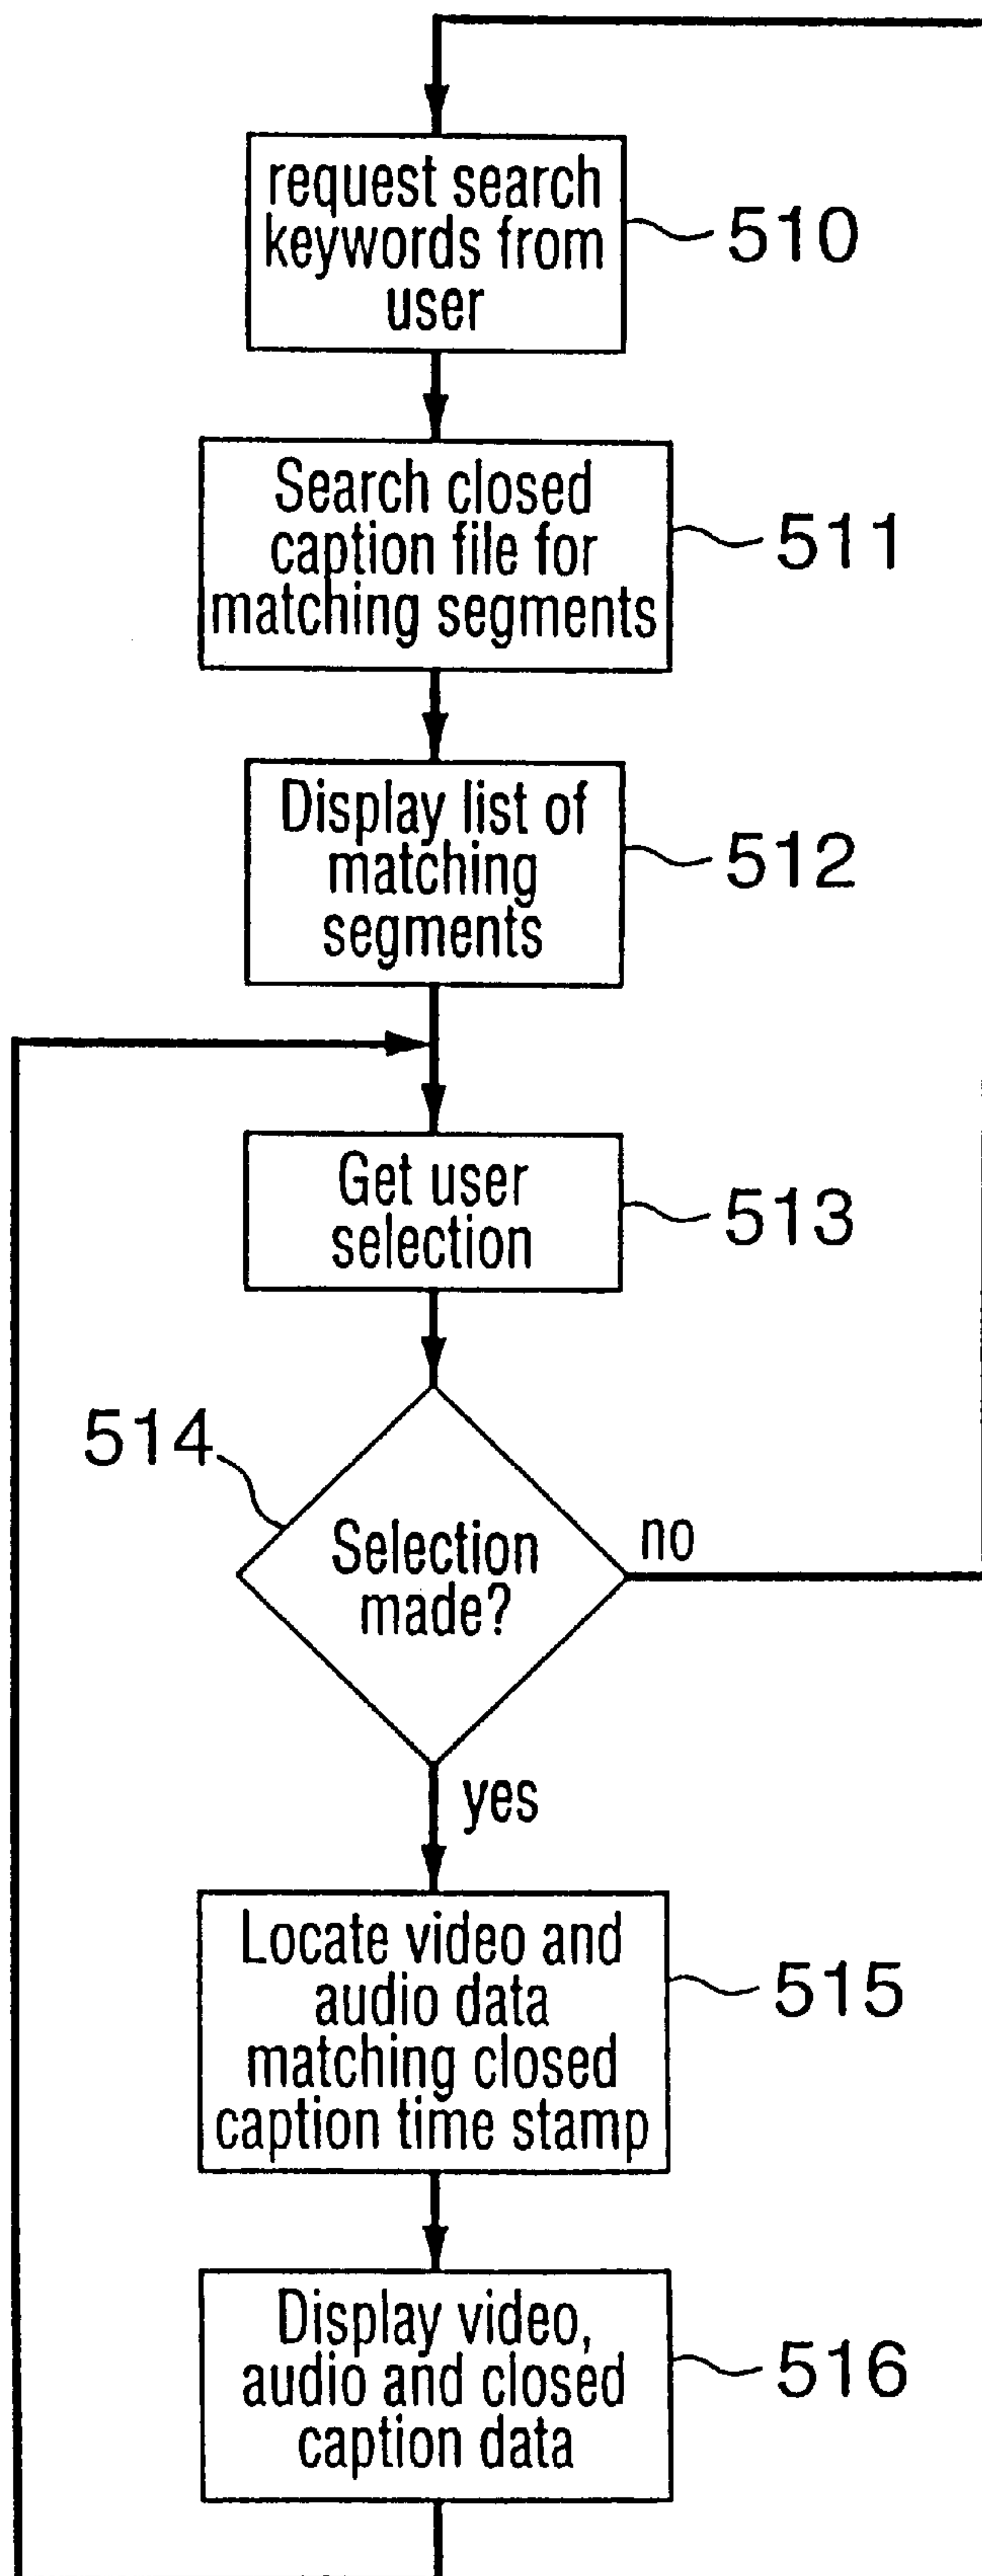 request search
keywords from
user
510
Search closed
caption file for
matching segments
511
Display list of
matching
segments
512
Get user
selection
513
514
Selection
made?
no
yes
Locate video and
audio data
matching closed
caption time stamp
515
Display video,
audio and closed
caption data
516